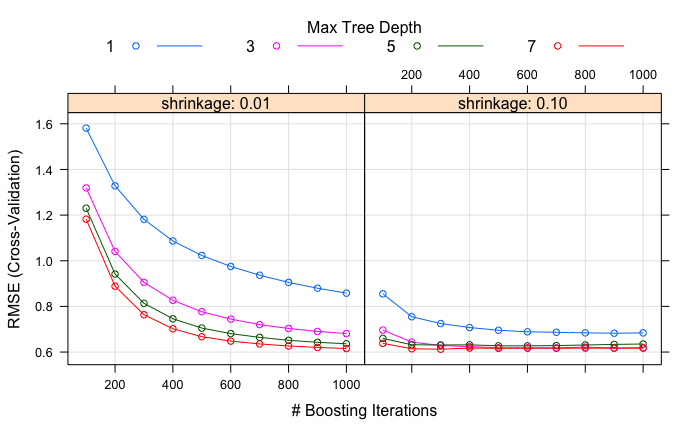 Max Tree Depth
1 3 5 7
200 400 600 800 1000
shrinkage: 0.01 shrinkage: 0.10
RMSE (Cross-Validation)
1.6
1.4
1.2
1.0
0.8
0.6
200 400 600 800 1000
# Boosting Iterations